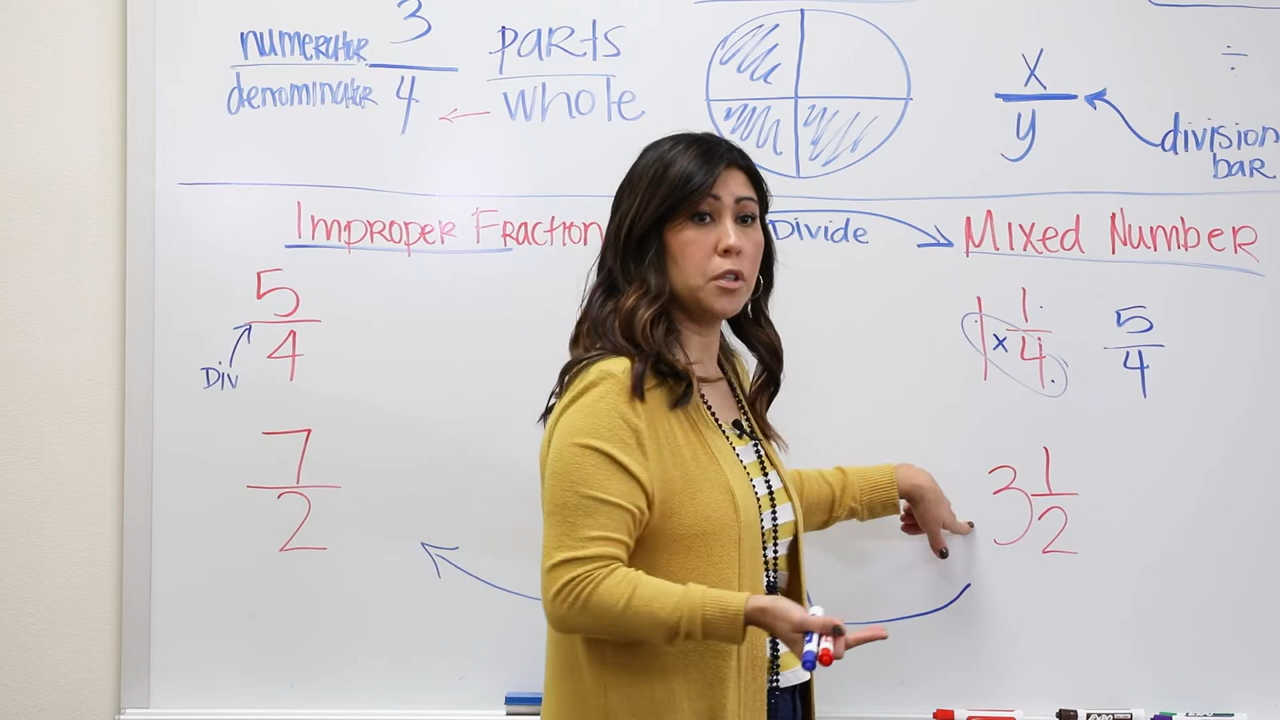 numerator 3 parts
denominator 4 whole
x
y
÷
division
bar
Improper Fraction Divide Mixed Number
5
4
Div
1 x 1
4
5
4
7
2
3 1
2